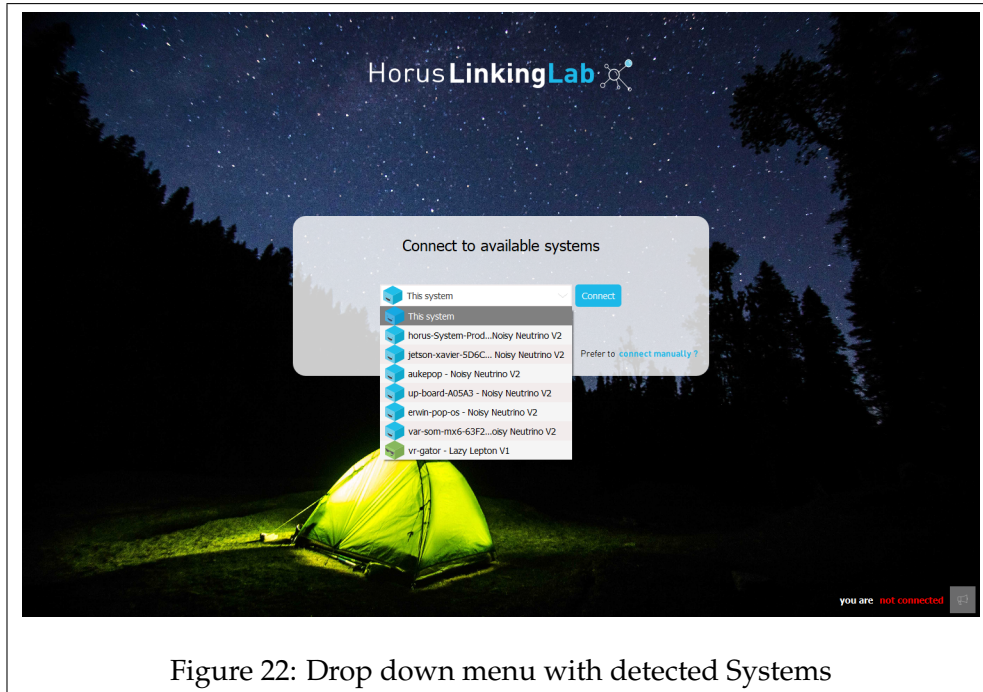 Horus LinkingLab
Connect to available systems
This system
Connect
This system
horus-System-Prod...Noisy Neutrino V2
jetson-xavier-5D6C... Noisy Neutrino V2
Prefer to connect manually ?
aukepop - Noisy Neutrino V2
up-board-A05A3 - Noisy Neutrino V2
erwin-pop-os - Noisy Neutrino V2
var-som-mx6-63F2...oisy Neutrino V2
vr-gator - Lazy Lepton V1
you are not connected
Figure 22: Drop down menu with detected Systems